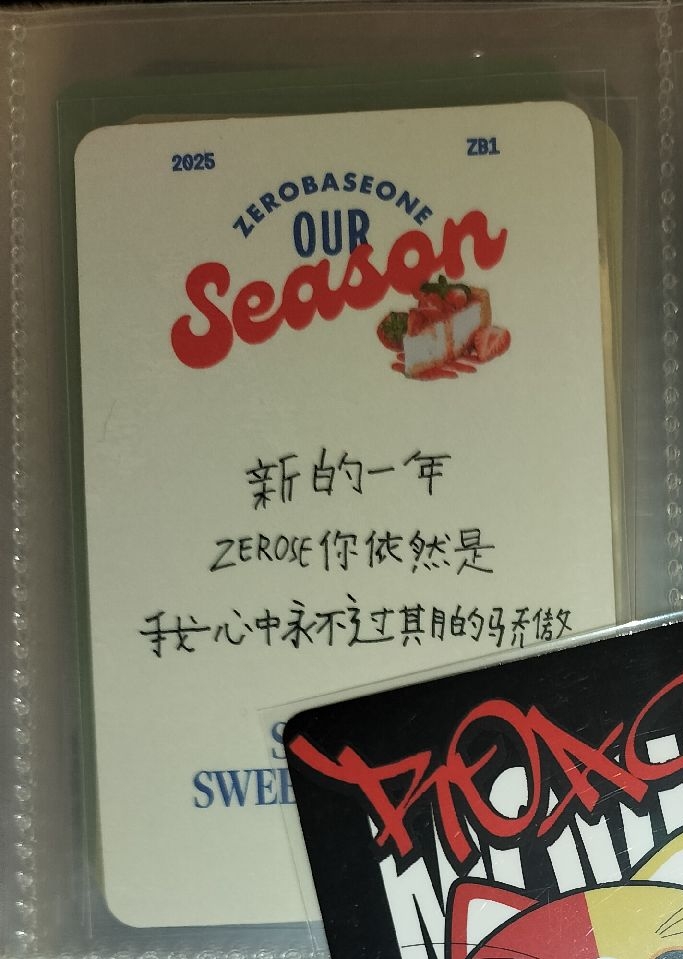 2025
ZB1
ZEROBASEONE
OUR
Season
新的一年
ZEROSE你依然是
我心中永不过期的骄傲